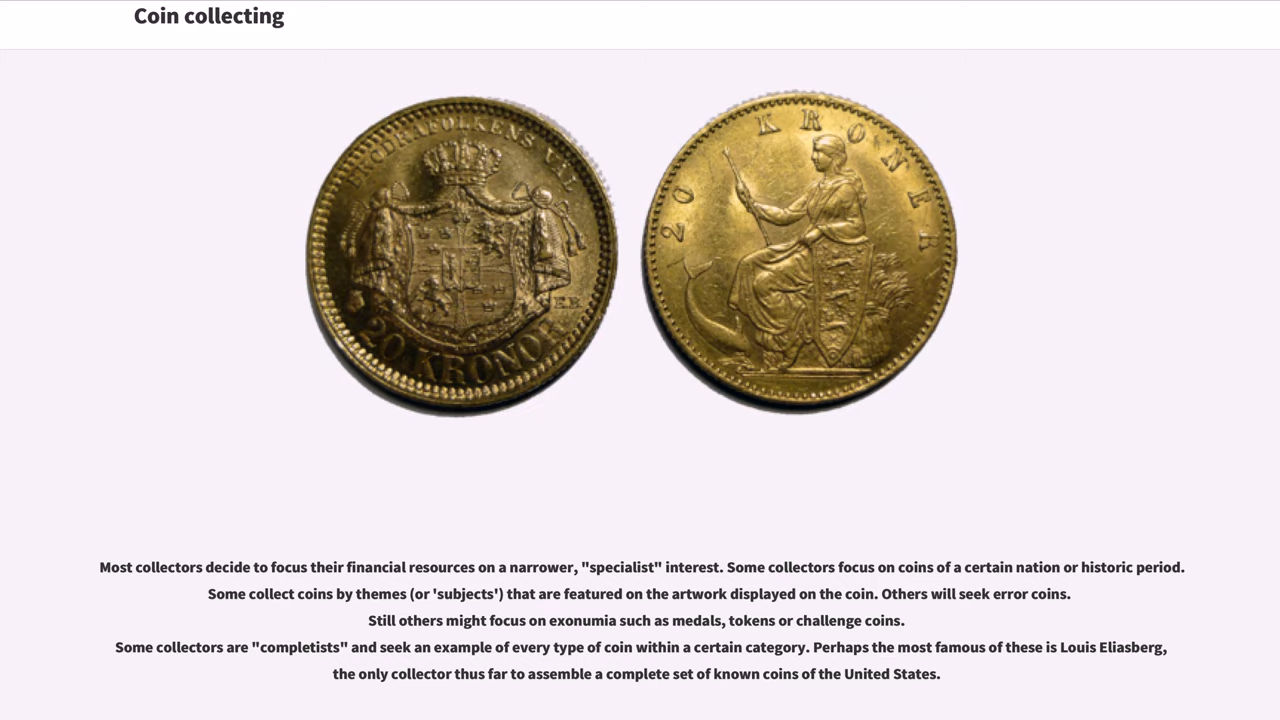 Coin collecting
BRÖDRAFOLKENS VÄL
E.B.
20 KRONOR
20 KRONER
Most collectors decide to focus their financial resources on a narrower, "specialist" interest. Some collectors focus on coins of a certain nation or historic period.
Some collect coins by themes (or 'subjects') that are featured on the artwork displayed on the coin. Others will seek error coins.
Still others might focus on exonumia such as medals, tokens or challenge coins.
Some collectors are "completists" and seek an example of every type of coin within a certain category. Perhaps the most famous of these is Louis Eliasberg,
the only collector thus far to assemble a complete set of known coins of the United States.